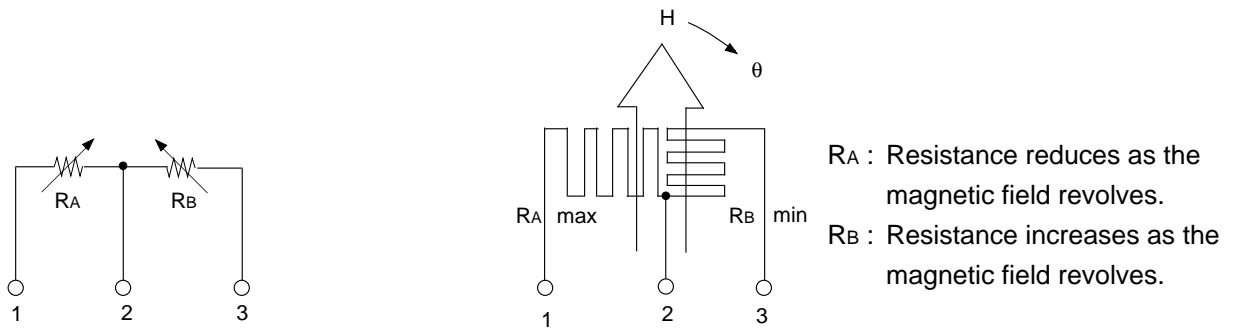 RA
RB
1
2
3
H
θ
RA max
RB min
1
2
3
RA : Resistance reduces as the
magnetic field revolves.
RB : Resistance increases as the
magnetic field revolves.